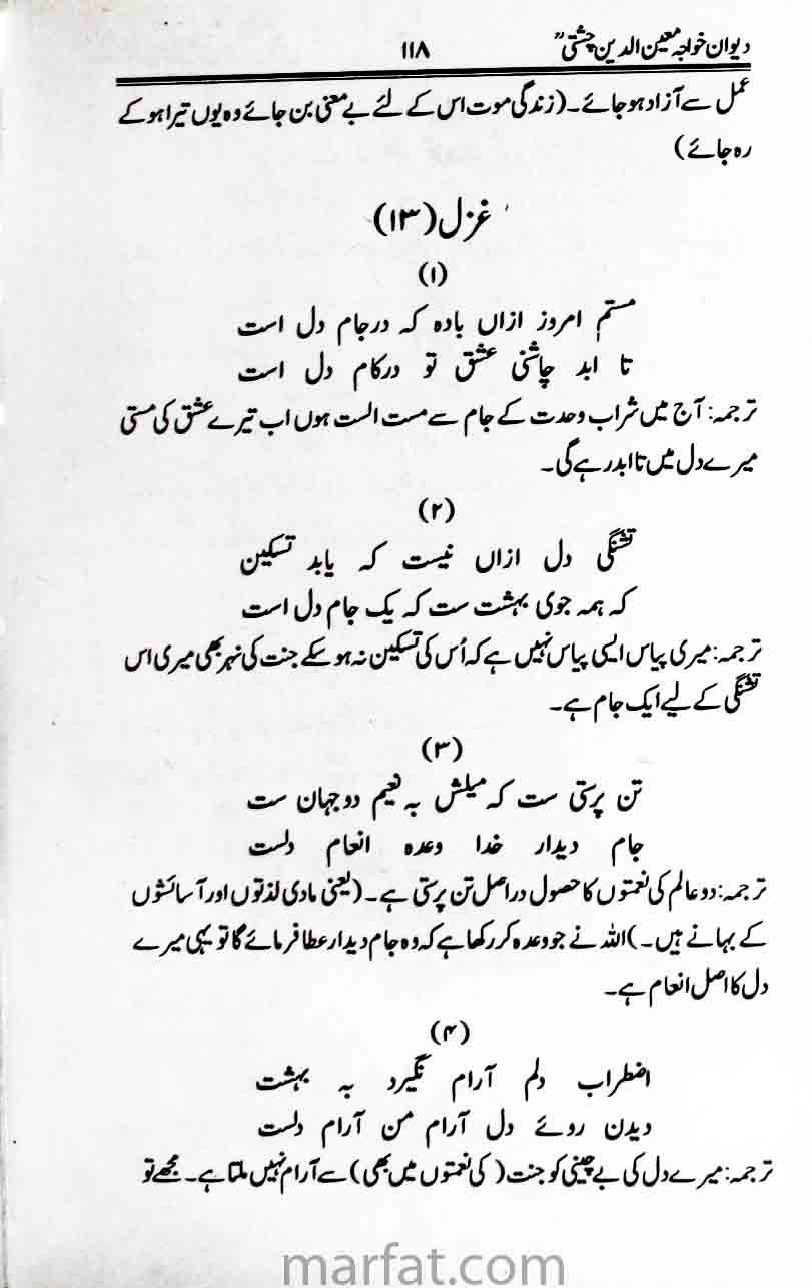 دیوان خواجہ معین الدین چشتیؒ ۱۱۸
عمل سے آزاد ہو جائے۔ (زندگی موت اس کے لئے بے معنی بن جائے وہ یوں تیرا ہو کے
رہ جائے)
غزل (۱۳)
(۱)
مستم امروز ازاں بادہ کہ درجام دل است
تا ابد چاشنی عشق تو درکام دل است
ترجمہ: آج میں شراب وحدت کے جام سے مست الست ہوں اب تیرے عشق کی مستی
میرے دل میں تا ابد رہے گی۔
(۲)
تشنگی دل ازاں نیست کہ یابد تسکین
کہ ہمہ جوی بہشت ست کہ یک جام دل است
ترجمہ: میری پیاس ایسی پیاس نہیں ہے کہ اُس کی تسکین نہ ہو سکے جنت کی نہر بھی میری اس
تشنگی کے لیے ایک جام ہے۔
(۳)
تن پرستی ست کہ میلش بہ نعیم دو جہان ست
جام دیدار خدا وعدہ انعام دلست
ترجمہ: دو عالم کی نعمتوں کا حصول دراصل تن پرستی ہے۔ (یعنی مادی لذتوں اور آسائشوں
کے بہانے ہیں۔) اللہ نے جو وعدہ کر رکھا ہے کہ وہ جام دیدار عطا فرمائے گا تو یہی میرے
دل کا اصل انعام ہے۔
(۴)
اضطراب دلم آرام نگیرد بہ بہشت
دیدن روئے دل آرام من آرام دلست
ترجمہ: میرے دل کی بے چینی کو جنت (کی نعمتوں میں بھی) سے آرام نہیں ملتا ہے۔ مجھے تو
marfat.com